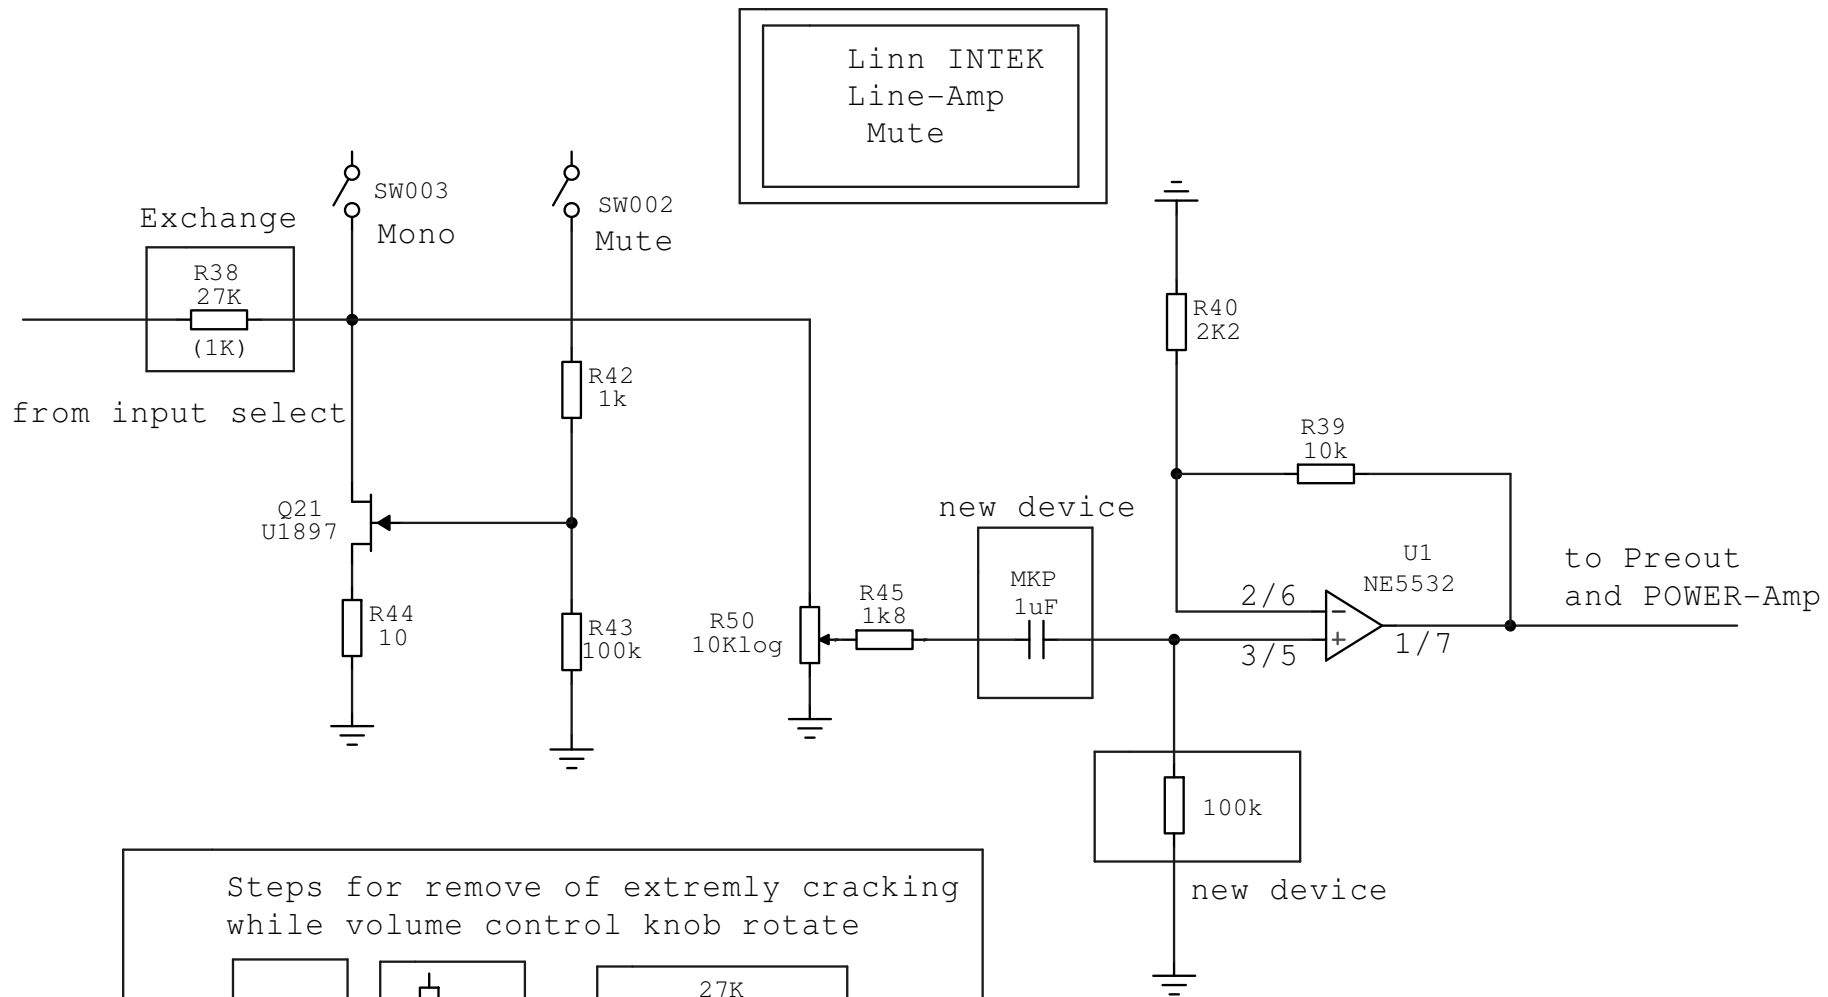 Linn INTEK
Line-Amp
Mute
SW003
Mono
SW002
Mute
Exchange
R38
27K
(1K)
from input select
R42
1k
R40
2K2
R39
10k
Q21
U1897
new device
MKP
1uF
U1
NE5532
to Preout
and POWER-Amp
2/6
3/5
1/7
R44
10
R43
100k
R50
10Klog
R45
1k8
100k
new device
Steps for remove of extremly cracking
while volume control knob rotate
27K